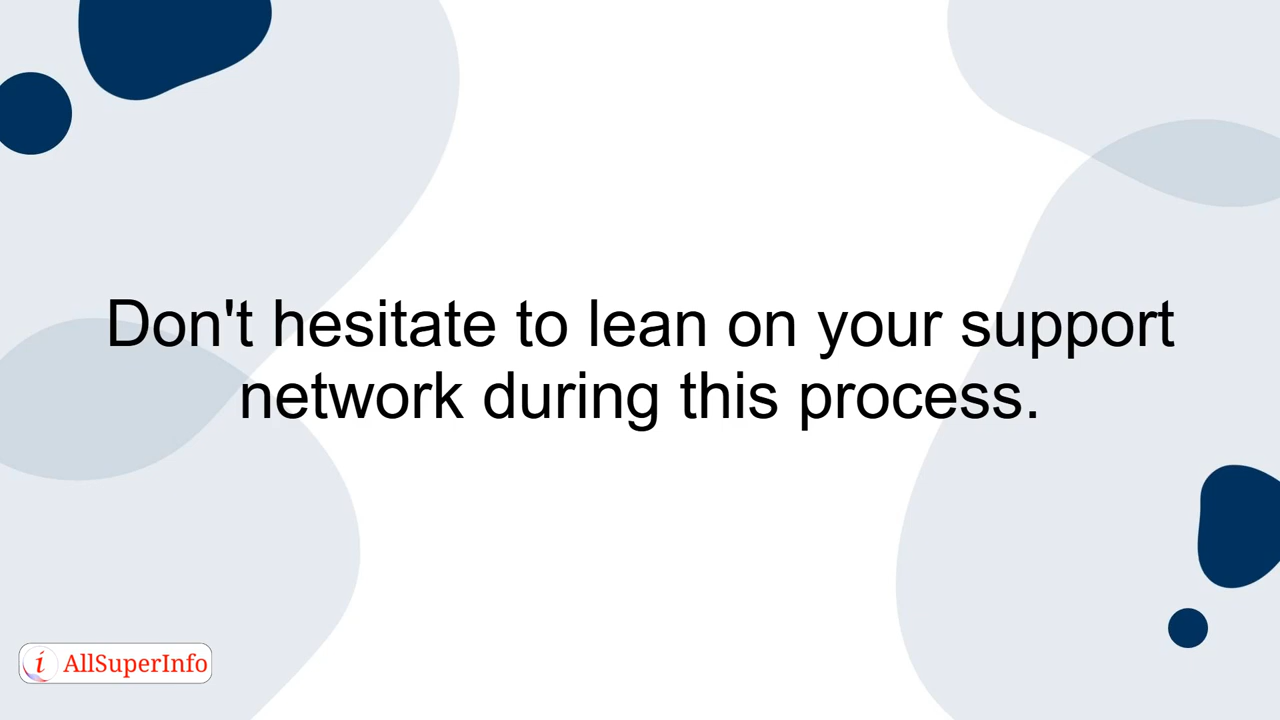 Don't hesitate to lean on your support
network during this process.
i AllSuperInfo